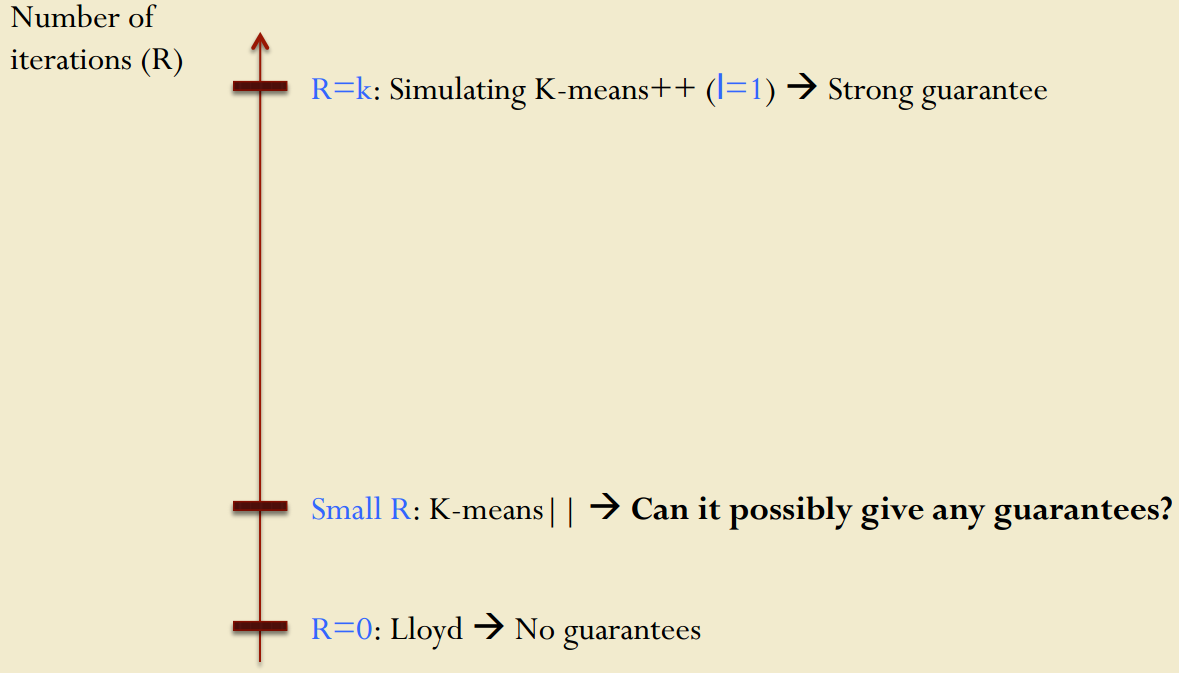 Number of
iterations (R)
R=k: Simulating K-means++ (l=1) → Strong guarantee
Small R: K-means|| → Can it possibly give any guarantees?
R=0: Lloyd → No guarantees